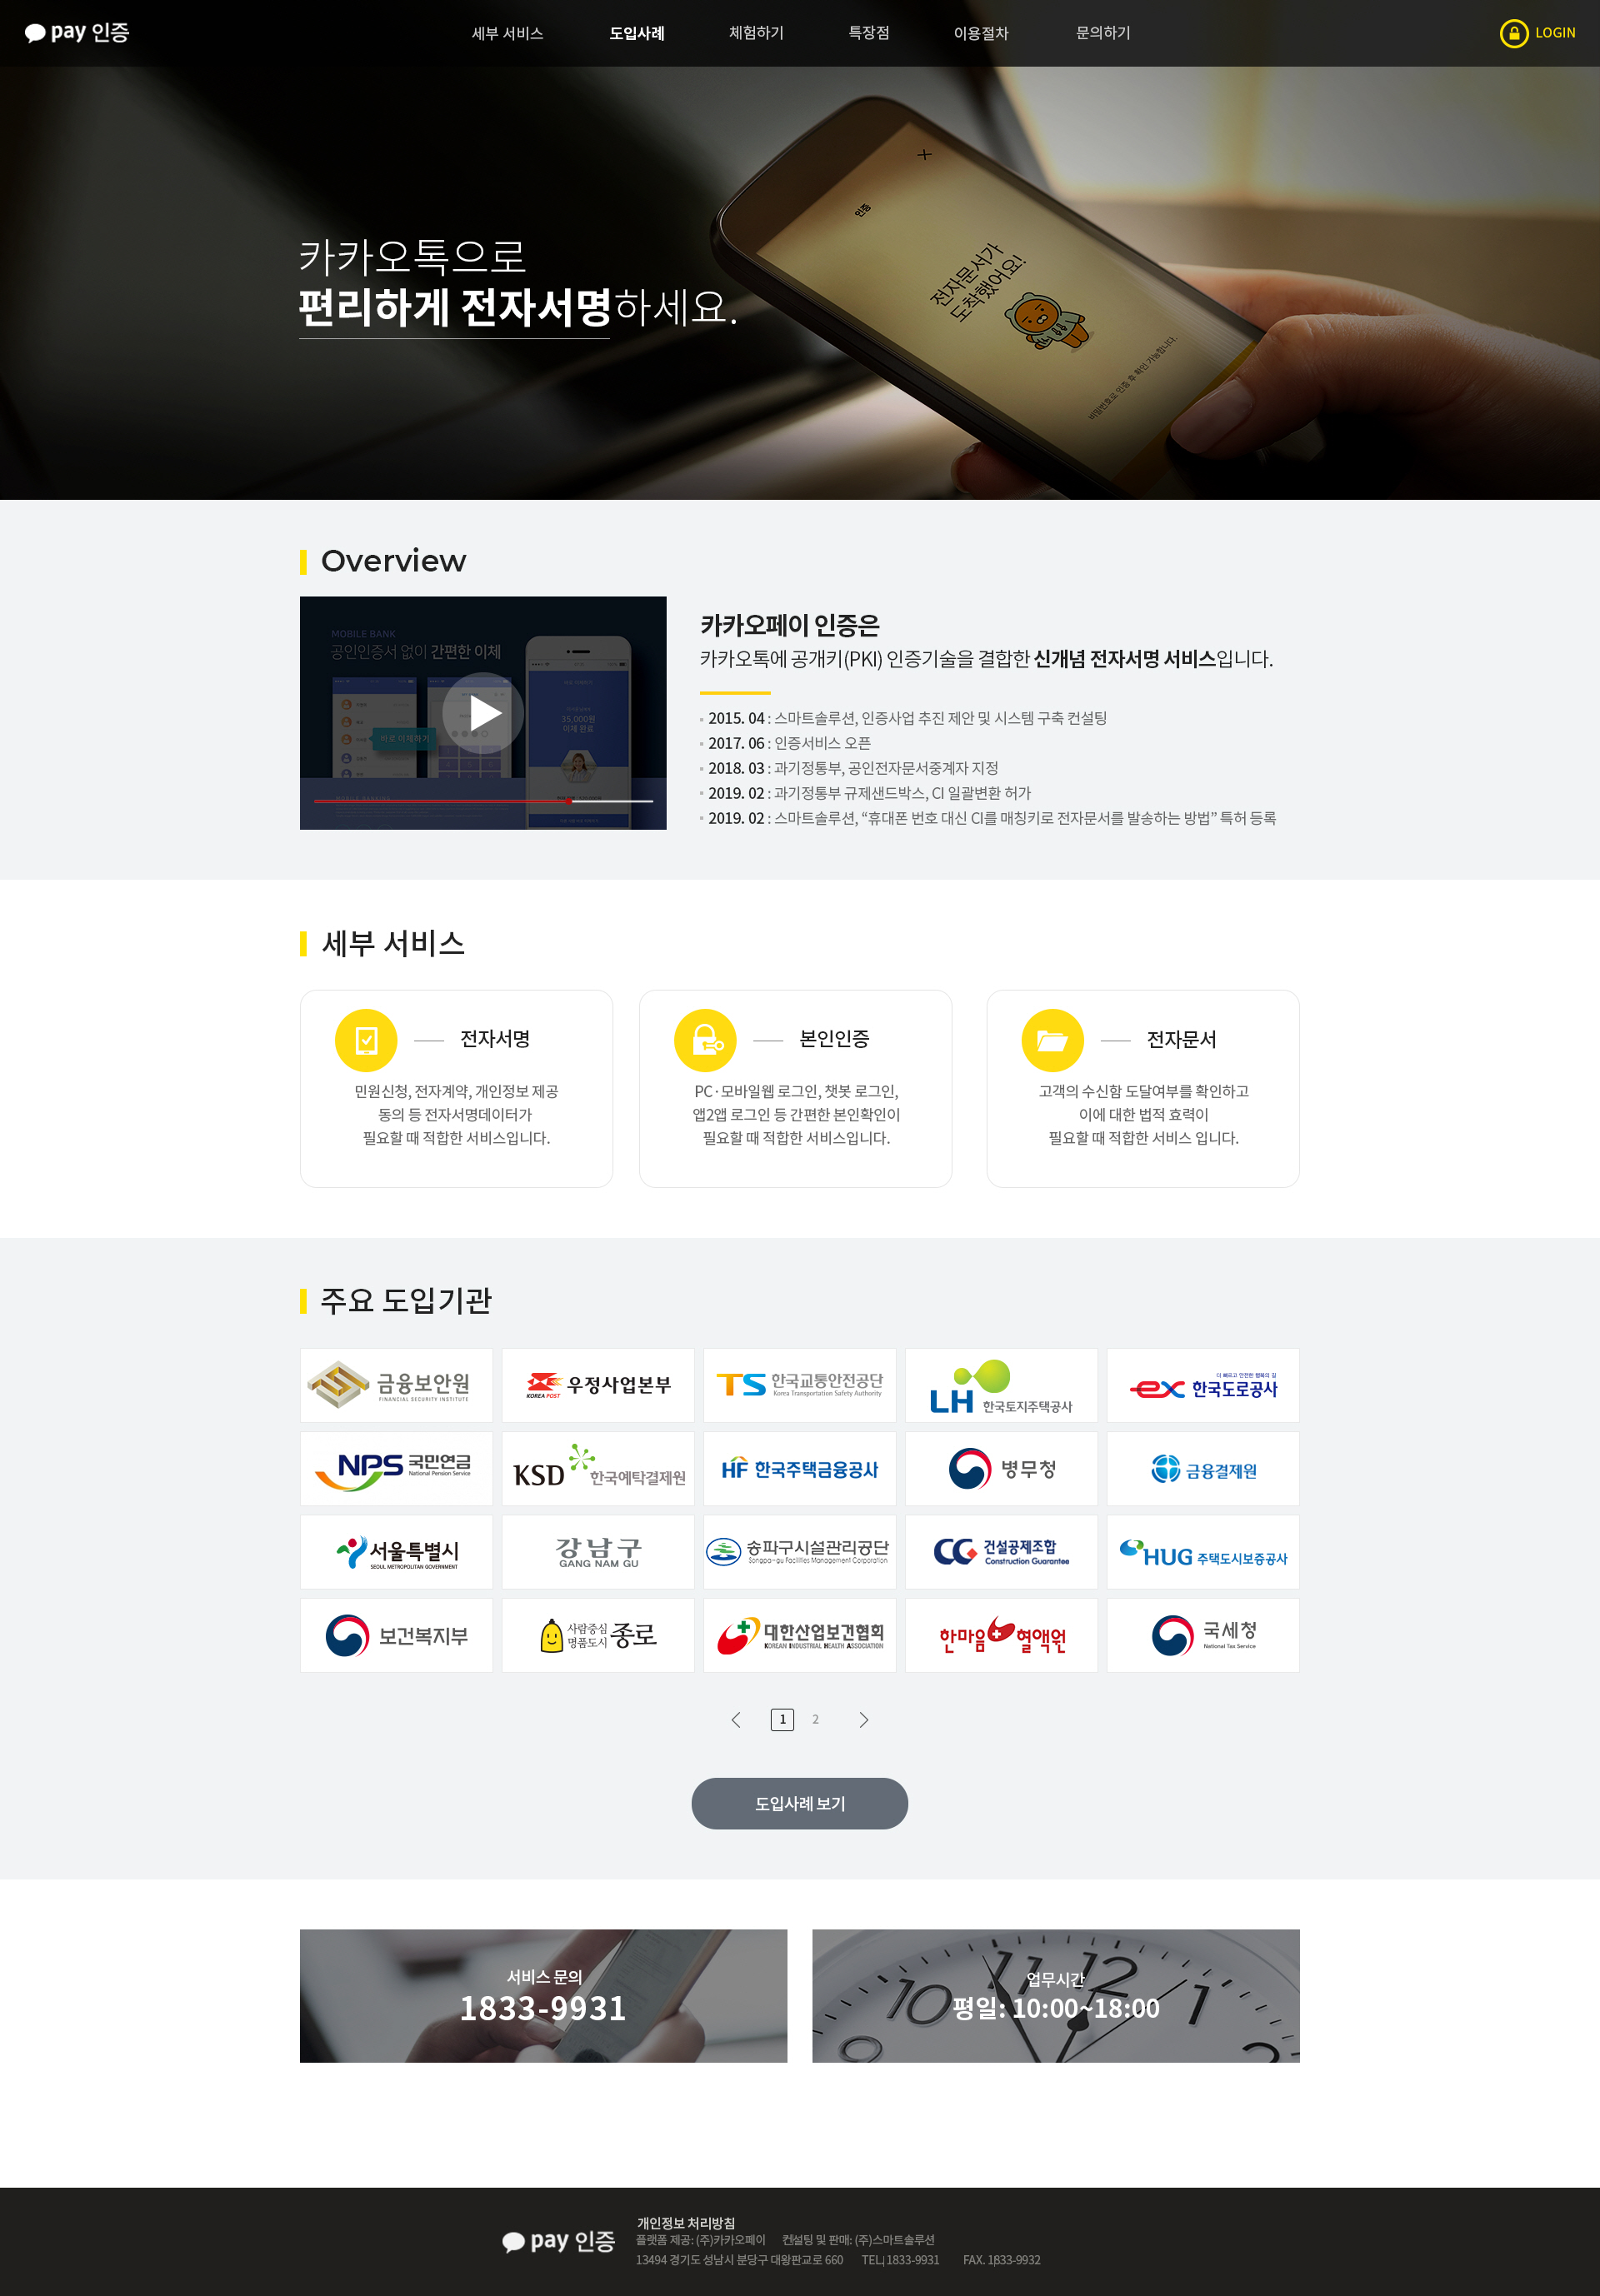 pay 인증
세부 서비스
도입사례
체험하기
특장점
이용절차
문의하기
LOGIN
인증
전자문서가
도착했어요!
비밀번호로 인증 후 확인 가능합니다.
카카오톡으로
편리하게 전자서명하세요.
Overview
MOBILE BANK
공인인증서 없이 간편한 이체
35,000원
이체 완료
바로 이체하기
카카오페이 인증은
카카오톡에 공개키(PKI) 인증기술을 결합한 신개념 전자서명 서비스입니다.
2015. 04 : 스마트솔루션, 인증사업 추진 제안 및 시스템 구축 컨설팅
2017. 06 : 인증서비스 오픈
2018. 03 : 과기정통부, 공인전자문서중계자 지정
2019. 02 : 과기정통부 규제샌드박스, CI 일괄변환 허가
2019. 02 : 스마트솔루션, “휴대폰 번호 대신 CI를 매칭키로 전자문서를 발송하는 방법” 특허 등록
세부 서비스
전자서명
민원신청, 전자계약, 개인정보 제공
동의 등 전자서명데이터가
필요할 때 적합한 서비스입니다.
본인인증
PC · 모바일웹 로그인, 챗봇 로그인,
앱2앱 로그인 등 간편한 본인확인이
필요할 때 적합한 서비스입니다.
전자문서
고객의 수신함 도달여부를 확인하고
이에 대한 법적 효력이
필요할 때 적합한 서비스 입니다.
주요 도입기관
금융보안원
FINANCIAL SECURITY INSTITUTE
KOREA POST 우정사업본부
TS 한국교통안전공단
Korea Transportation Safety Authority
LH 한국토지주택공사
더 빠르고 안전한 행복의 길
ex 한국도로공사
NPS 국민연금
National Pension Service
KSD 한국예탁결제원
HF 한국주택금융공사
병무청
금융결제원
서울특별시
SEOUL METROPOLITAN GOVERNMENT
강남구
GANG NAM GU
송파구시설관리공단
Songpa-gu Facilities Management Corporation
CG 건설공제조합
Construction Guarantee
HUG 주택도시보증공사
보건복지부
사람중심
명품도시 종로
대한산업보건협회
KOREAN INDUSTRIAL HEALTH ASSOCIATION
한마음혈액원
국세청
National Tax Service
1 2
도입사례 보기
서비스 문의
1833-9931
업무시간
평일: 10:00~18:00
10 11 12 1 2 9
pay 인증
개인정보 처리방침
플랫폼 제공: (주)카카오페이 컨설팅 및 판매: (주)스마트솔루션
13494 경기도 성남시 분당구 대왕판교로 660 TEL. 1833-9931 FAX. 1833-9932